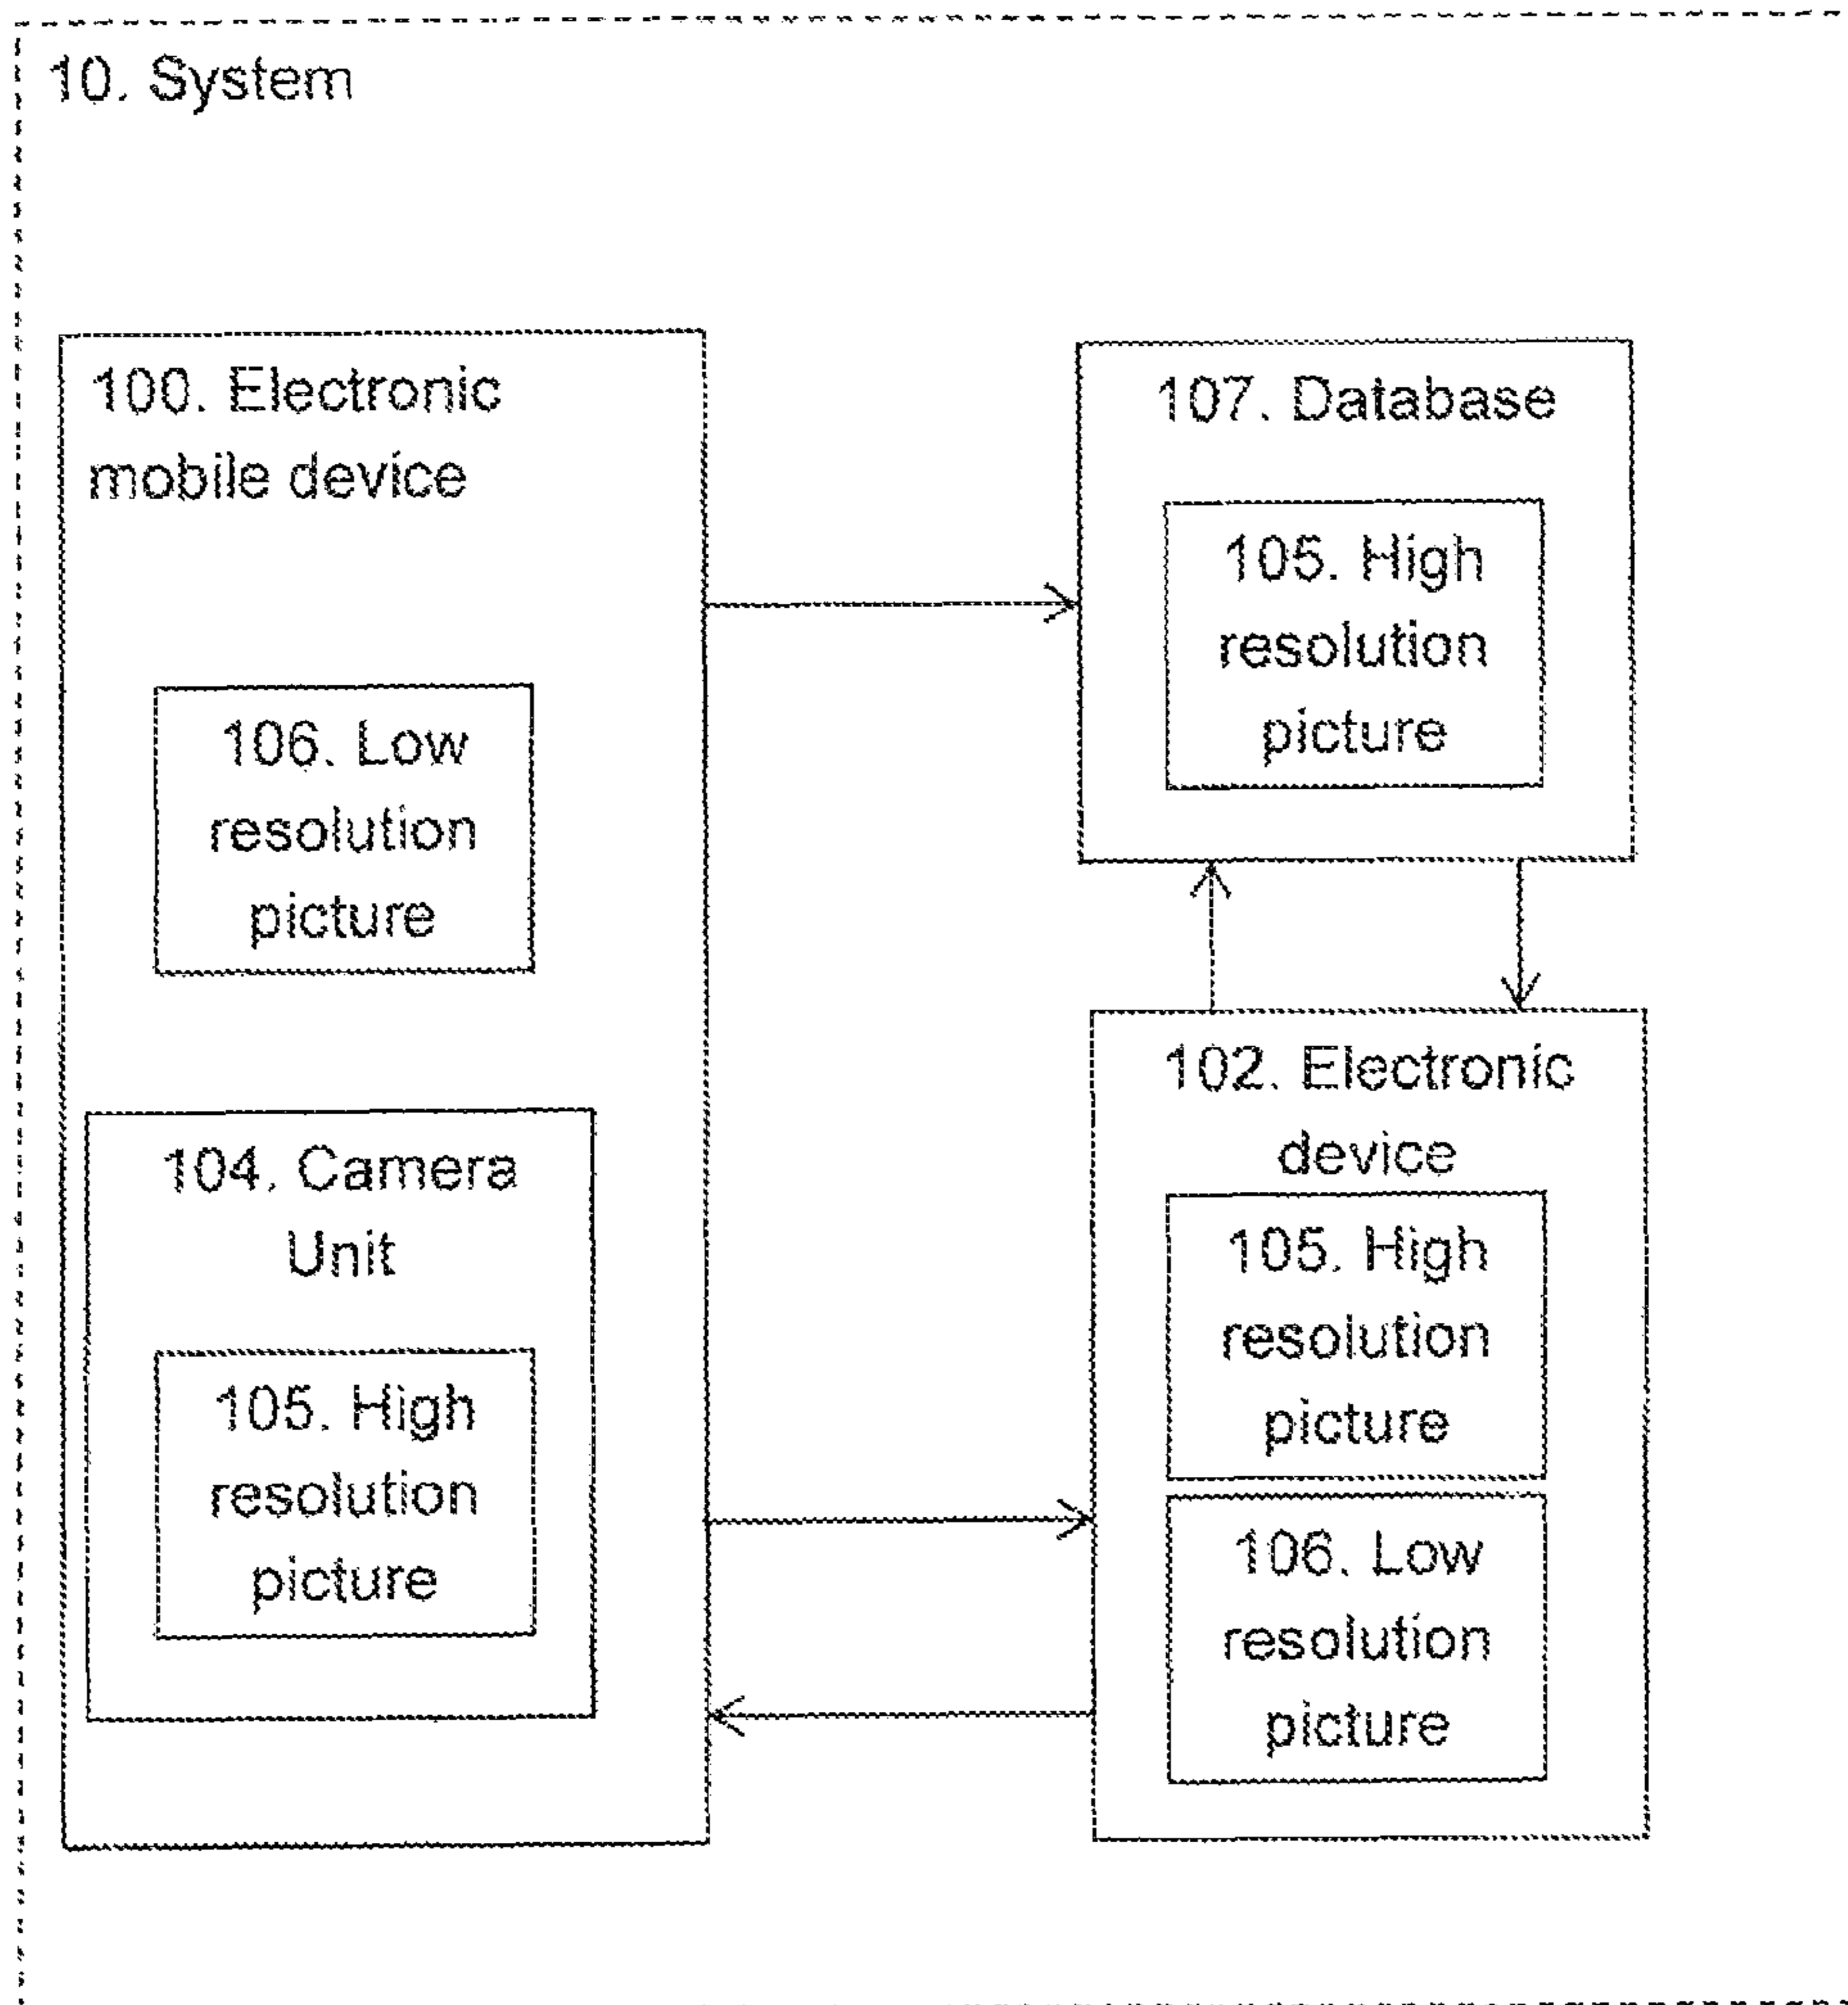 10. System
100. Electronic
mobile device
106. Low
resolution
picture
104. Camera
Unit
105. High
resolution
picture
107. Database
105. High
resolution
picture
102. Electronic
device
105. High
resolution
picture
106. Low
resolution
picture